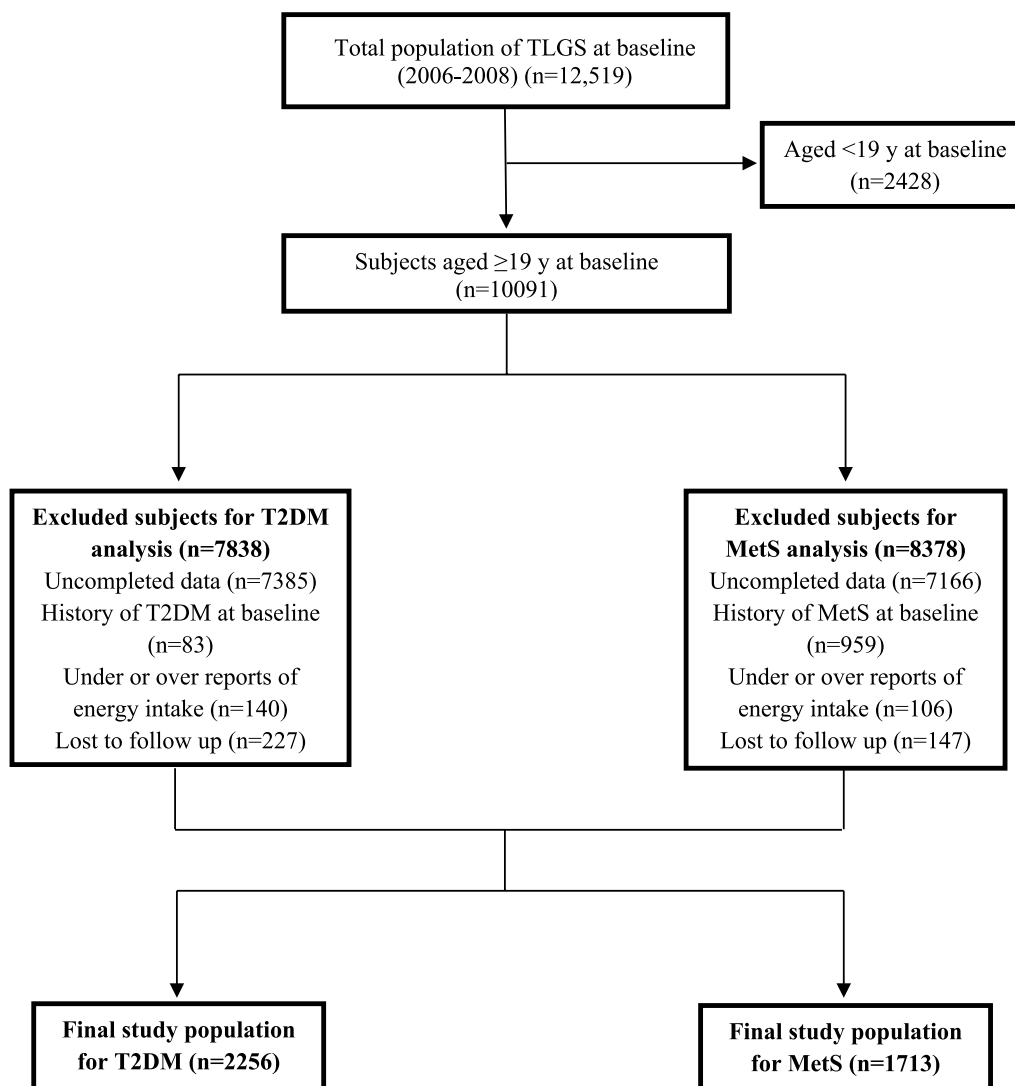 Total population of TLGS at baseline
(2006-2008) (n=12,519)
Aged <19 y at baseline
(n=2428)
Subjects aged ≥19 y at baseline
(n=10091)
Excluded subjects for T2DM
analysis (n=7838)
Uncompleted data (n=7385)
History of T2DM at baseline
(n=83)
Under or over reports of
energy intake (n=140)
Lost to follow up (n=227)
Excluded subjects for
MetS analysis (n=8378)
Uncompleted data (n=7166)
History of MetS at baseline
(n=959)
Under or over reports of
energy intake (n=106)
Lost to follow up (n=147)
Final study population
for T2DM (n=2256)
Final study population
for MetS (n=1713)